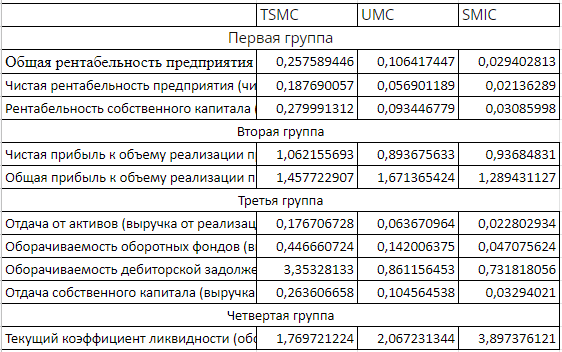 TSMC UMC SMIC
Первая группа
Общая рентабельность предприятия 0,257589446 0,106417447 0,029402813
Чистая рентабельность предприятия (чи 0,187690057 0,056901189 0,02136289
Рентабельность собственного капитала ( 0,279991312 0,093446779 0,03085998
Вторая группа
Чистая прибыль к объему реализации п 1,062155693 0,893675633 0,93684831
Общая прибыль к объему реализации п 1,457722907 1,671365424 1,289431127
Третья группа
Отдача от активов (выручка от реализац 0,176706728 0,063670964 0,022802934
Оборачиваемость оборотных фондов (в 0,446660724 0,142006375 0,047075624
Оборачиваемость дебиторской задолже 3,35328133 0,861156453 0,731818056
Отдача собственного капитала (выручка 0,263606658 0,104564538 0,03294021
Четвертая группа
Текущий коэффициент ликвидности (обо 1,769721224 2,067231344 3,897376121